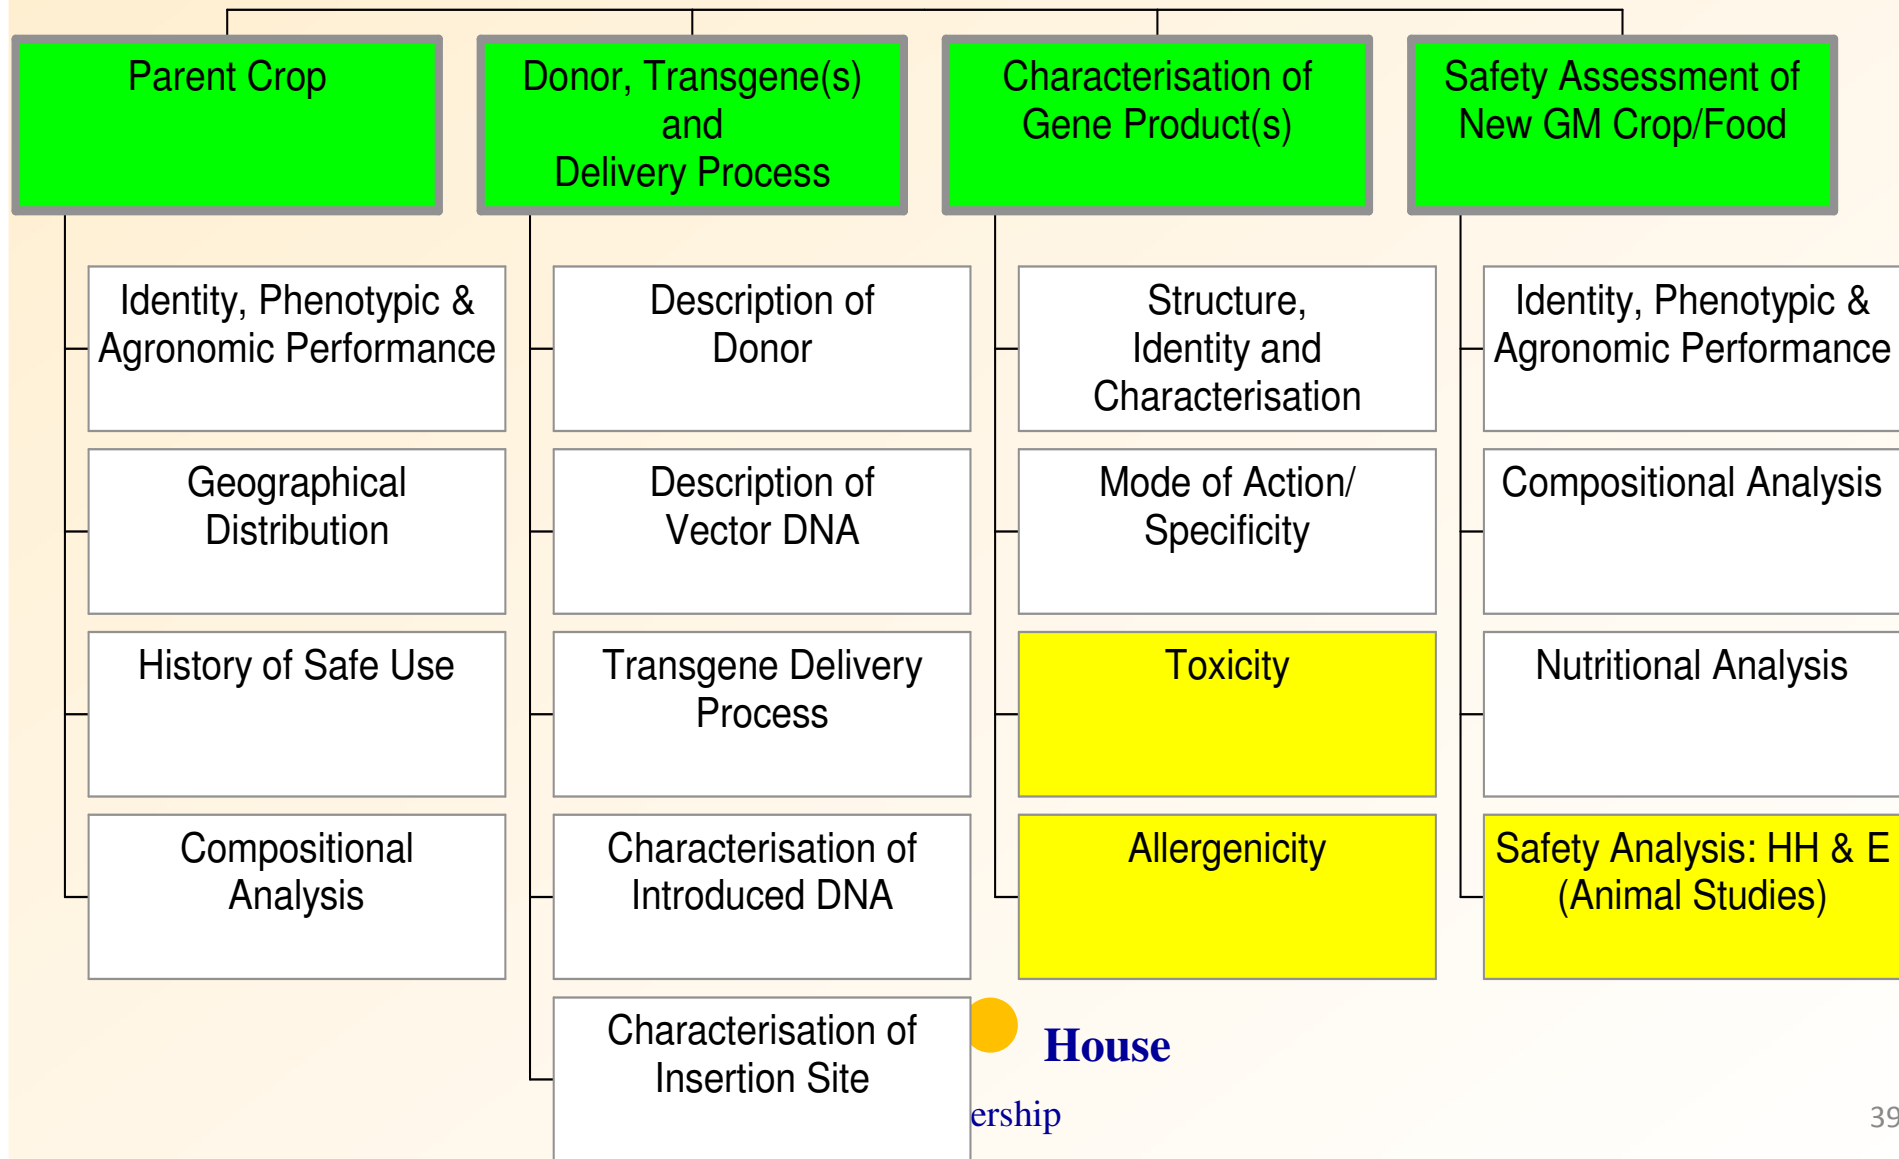 Parent Crop
Donor, Transgene(s)
and
Delivery Process
Characterisation of
Gene Product(s)
Safety Assessment of
New GM Crop/Food
Identity, Phenotypic &
Agronomic Performance
Geographical
Distribution
History of Safe Use
Compositional
Analysis
Description of
Donor
Description of
Vector DNA
Transgene Delivery
Process
Characterisation of
Introduced DNA
Characterisation of
Insertion Site
Structure,
Identity and
Characterisation
Mode of Action/
Specificity
Toxicity
Allergenicity
Identity, Phenotypic &
Agronomic Performance
Compositional Analysis
Nutritional Analysis
Safety Analysis: HH & E
(Animal Studies)
House
ership
39